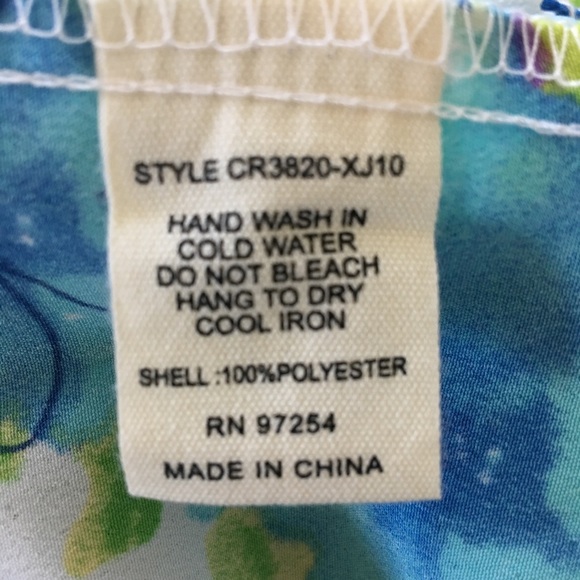 STYLE CR3820-XJ10
HAND WASH IN
COLD WATER
DO NOT BLEACH
HANG TO DRY
COOL IRON
SHELL :100%POLYESTER
RN 97254
MADE IN CHINA